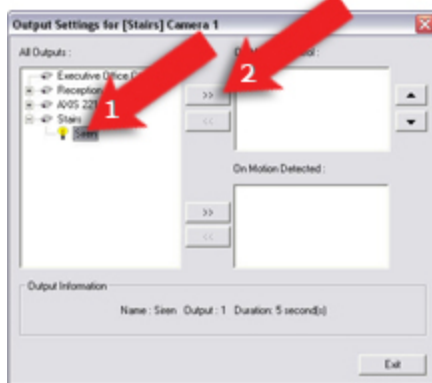 Output Settings for [Stairs] Camera 1
All Outputs :
Executive Office
Reception
AXIS 221
Stairs
Siren
1
2
>>
<<
On Motion Detected :
>>
<<
Output Information
Name : Siren Output : 1 Duration: 5 second(s)
Exit